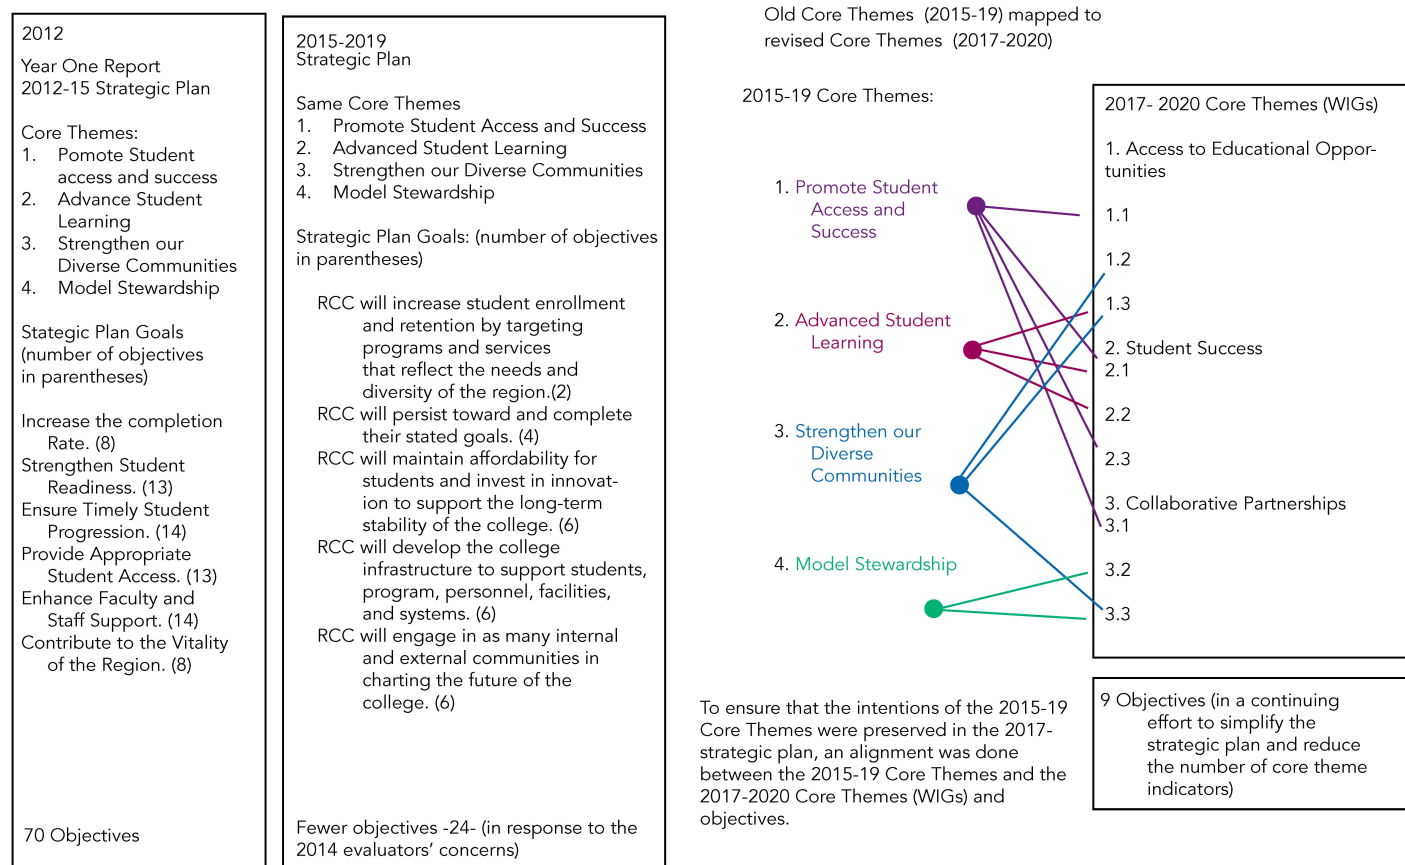 2012
Year One Report
2012-15 Strategic Plan
Core Themes:
1. Pomote Student
access and success
2. Advance Student
Learning
3. Strengthen our
Diverse Communities
4. Model Stewardship
Stategic Plan Goals
(number of objectives
in parentheses)
Increase the completion
Rate. (8)
Strengthen Student
Readiness. (13)
Ensure Timely Student
Progression. (14)
Provide Appropriate
Student Access. (13)
Enhance Faculty and
Staff Support. (14)
Contribute to the Vitality
of the Region. (8)
70 Objectives
2015-2019
Strategic Plan
Same Core Themes
1. Promote Student Access and Success
2. Advanced Student Learning
3. Strengthen our Diverse Communities
4. Model Stewardship
Strategic Plan Goals: (number of objectives
in parentheses)
RCC will increase student enrollment
and retention by targeting
programs and services
that reflect the needs and
diversity of the region.(2)
RCC will persist toward and complete
their stated goals. (4)
RCC will maintain affordability for
students and invest in innovat-
ion to support the long-term
stability of the college. (6)
RCC will develop the college
infrastructure to support students,
program, personnel, facilities,
and systems. (6)
RCC will engage in as many internal
and external communities in
charting the future of the
college. (6)
Fewer objectives -24- (in response to the
2014 evaluators’ concerns)
Old Core Themes (2015-19) mapped to
revised Core Themes (2017-2020)
2015-19 Core Themes:
1. Promote Student
Access and
Success
2. Advanced Student
Learning
3. Strengthen our
Diverse
Communities
4. Model Stewardship
2017- 2020 Core Themes (WIGs)
1. Access to Educational Oppor-
tunities
1.1
1.2
1.3
2. Student Success
2.1
2.2
2.3
3. Collaborative Partnerships
3.1
3.2
3.3
To ensure that the intentions of the 2015-19
Core Themes were preserved in the 2017-
strategic plan, an alignment was done
between the 2015-19 Core Themes and the
2017-2020 Core Themes (WIGs) and
objectives.
9 Objectives (in a continuing
effort to simplify the
strategic plan and reduce
the number of core theme
indicators)